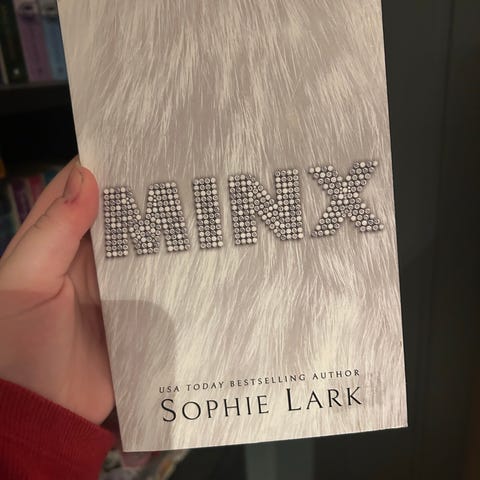 MINX
USA TODAY BESTSELLING AUTHOR
SOPHIE LARK